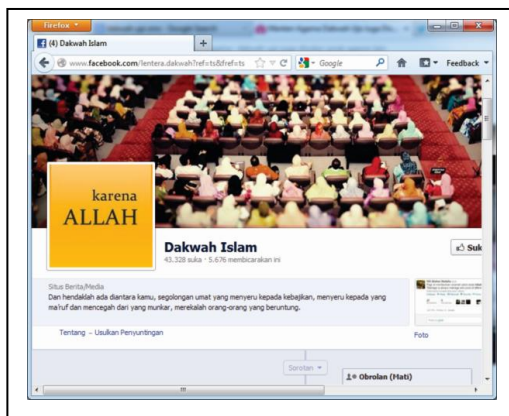 Firefox
(4) Dakwah Islam
www.facebook.com/lentera.dakwah?ref=ts&fref=ts
Google
Feedback
karena
ALLAH
Dakwah Islam
43.328 suka · 5.676 membicarakan ini
Suk
Situs Berita/Media
Dan hendaklah ada diantara kamu, segolongan umat yang menyeru kepada kebajikan, menyeru kepada yang
ma'ruf dan mencegah dari yang munkar, merekalah orang-orang yang beruntung.
Tentang – Usulkan Penyuntingan
Foto
Sorotan
Obrolan (Mati)